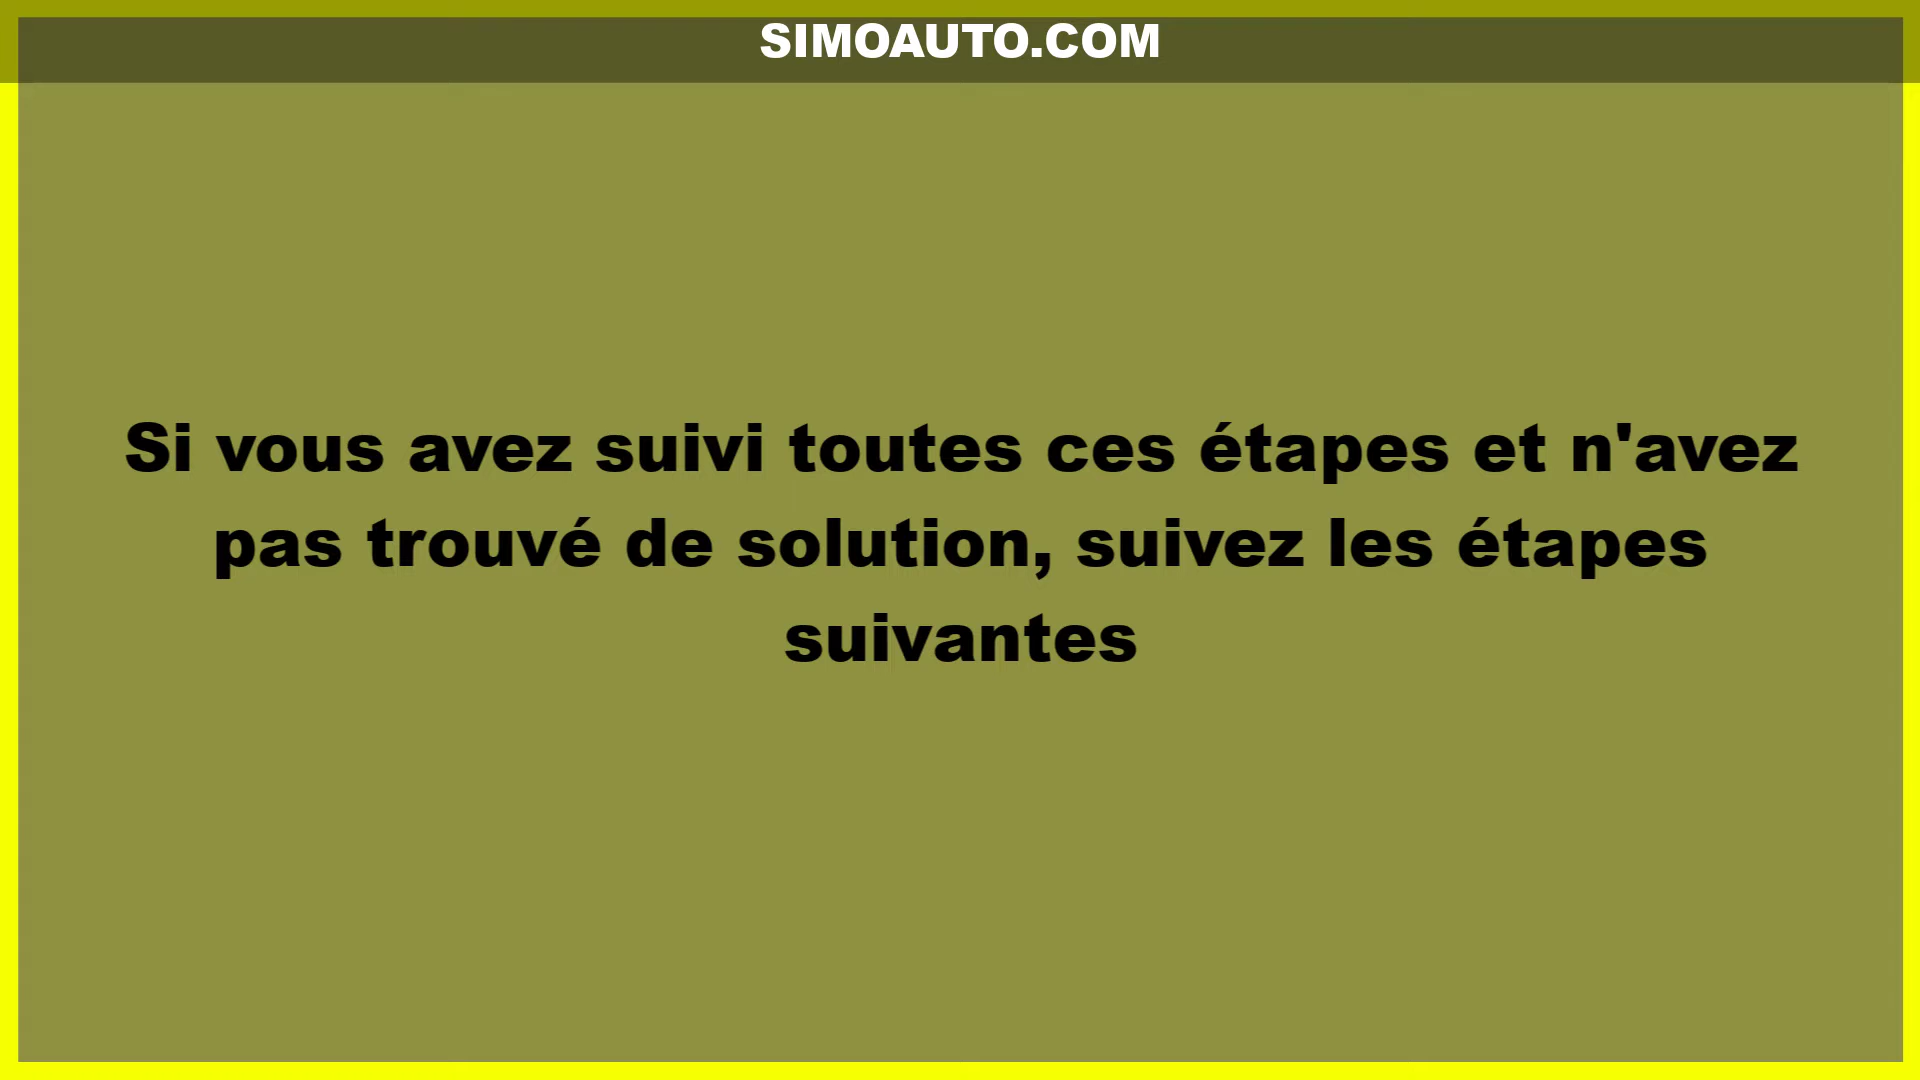 SIMOAUTO.COM
Si vous avez suivi toutes ces étapes et n'avez
pas trouvé de solution, suivez les étapes
suivantes